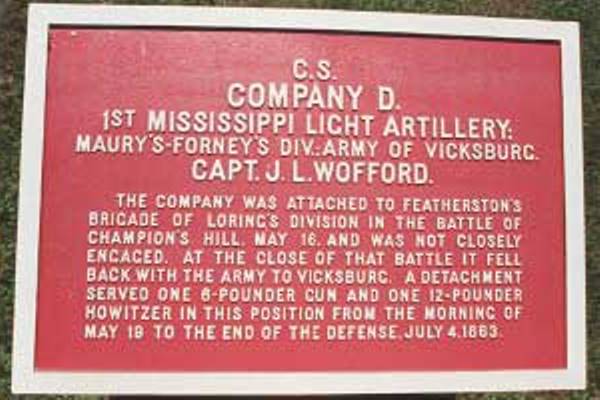 C.S.
COMPANY D.
1ST MISSISSIPPI LIGHT ARTILLERY;
MAURY'S-FORNEY'S DIV.: ARMY OF VICKSBURG.
CAPT. J. L. WOFFORD.
THE COMPANY WAS ATTACHED TO FEATHERSTON'S
BRIGADE OF LORING'S DIVISION IN THE BATTLE OF
CHAMPION'S HILL, MAY 16, AND WAS NOT CLOSELY
ENGAGED. AT THE CLOSE OF THAT BATTLE IT FELL
BACK WITH THE ARMY TO VICKSBURG. A DETACHMENT
SERVED ONE 6-POUNDER GUN AND ONE 12-POUNDER
HOWITZER IN THIS POSITION FROM THE MORNING OF
MAY 19 TO THE END OF THE DEFENSE, JULY 4, 1863.